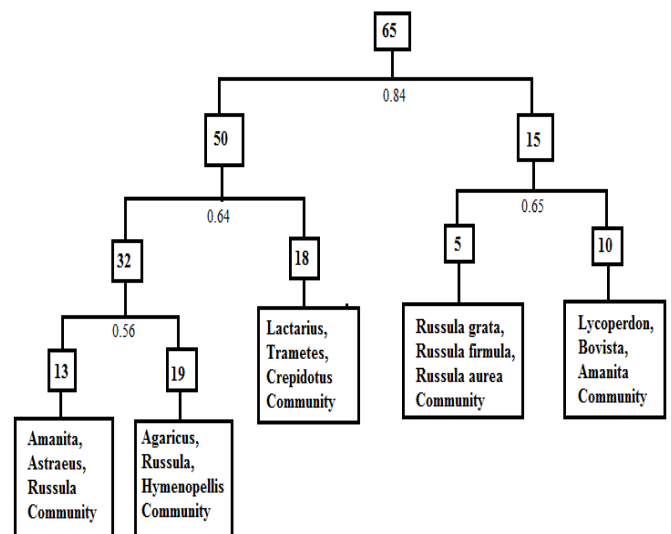 65
0.84
50
15
0.64
0.65
32
18
5
10
0.56
Lactarius,
Trametes,
Crepidotus
Community
Russula grata,
Russula firmula,
Russula aurea
Community
Lycoperdon,
Bovista,
Amanita
Community
13
19
Amanita,
Astraeus,
Russula
Community
Agaricus,
Russula,
Hymenopellis
Community